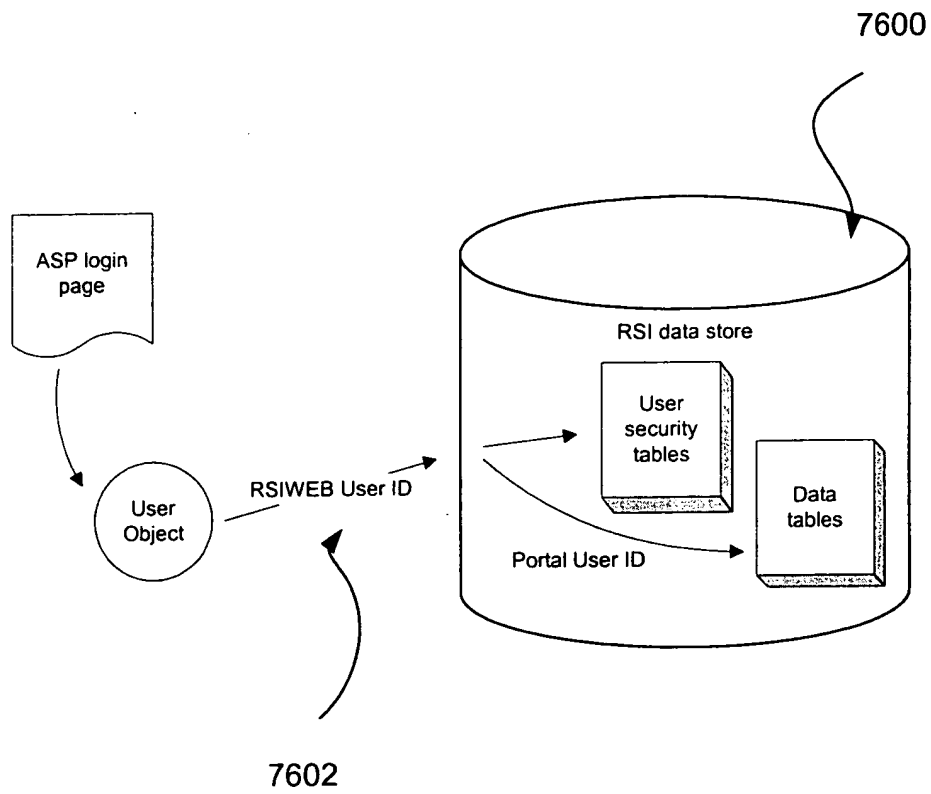 7600
ASP login
page
RSI data store
User
security
tables
Data
tables
User
Object
RSIWEB User ID
Portal User ID
7602